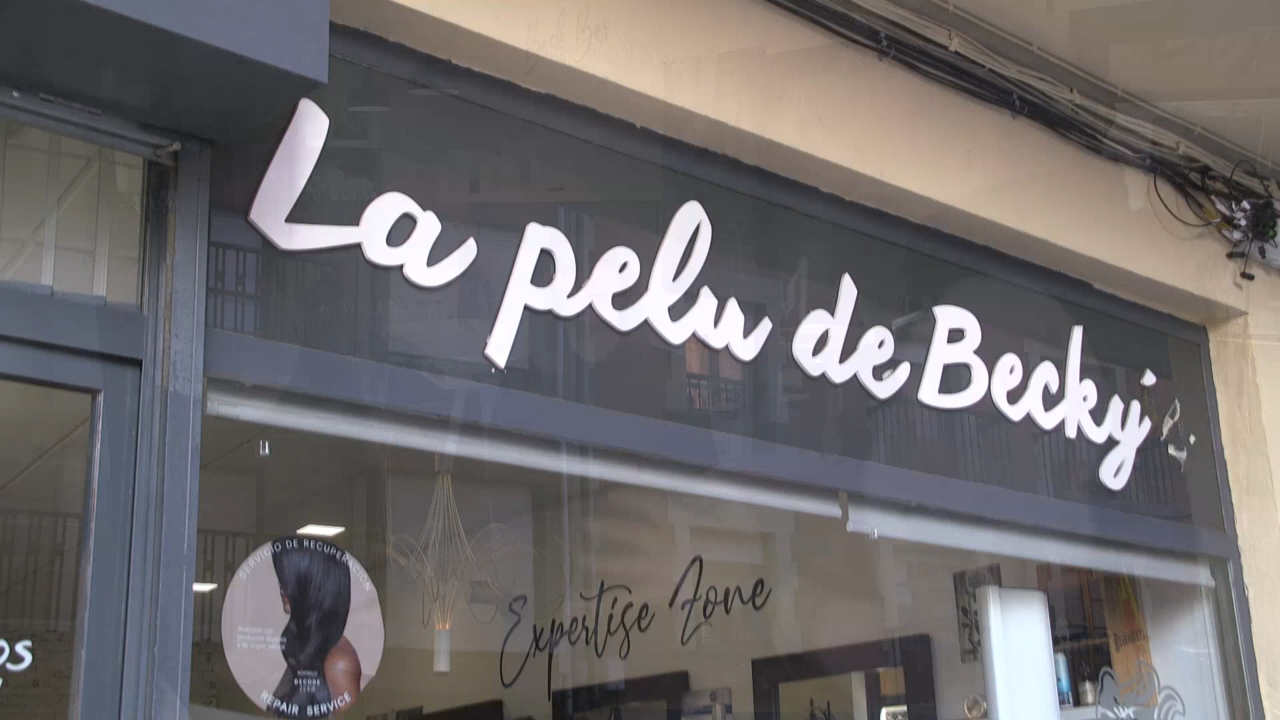 La pelu de Becky
SERVICIO DE RECUPERACIÓN
REPAIR SERVICE
Expertise Zone